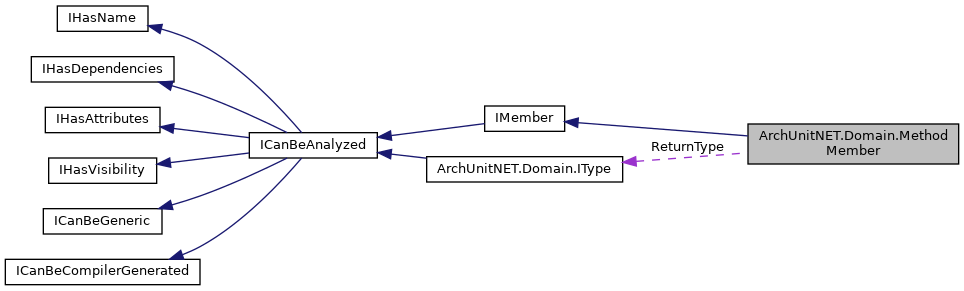 IHasName
IHasDependencies
IHasAttributes
IHasVisibility
ICanBeGeneric
ICanBeCompilerGenerated
ICanBeAnalyzed
IMember
ArchUnitNET.Domain.IType
ReturnType
ArchUnitNET.Domain.Method
Member